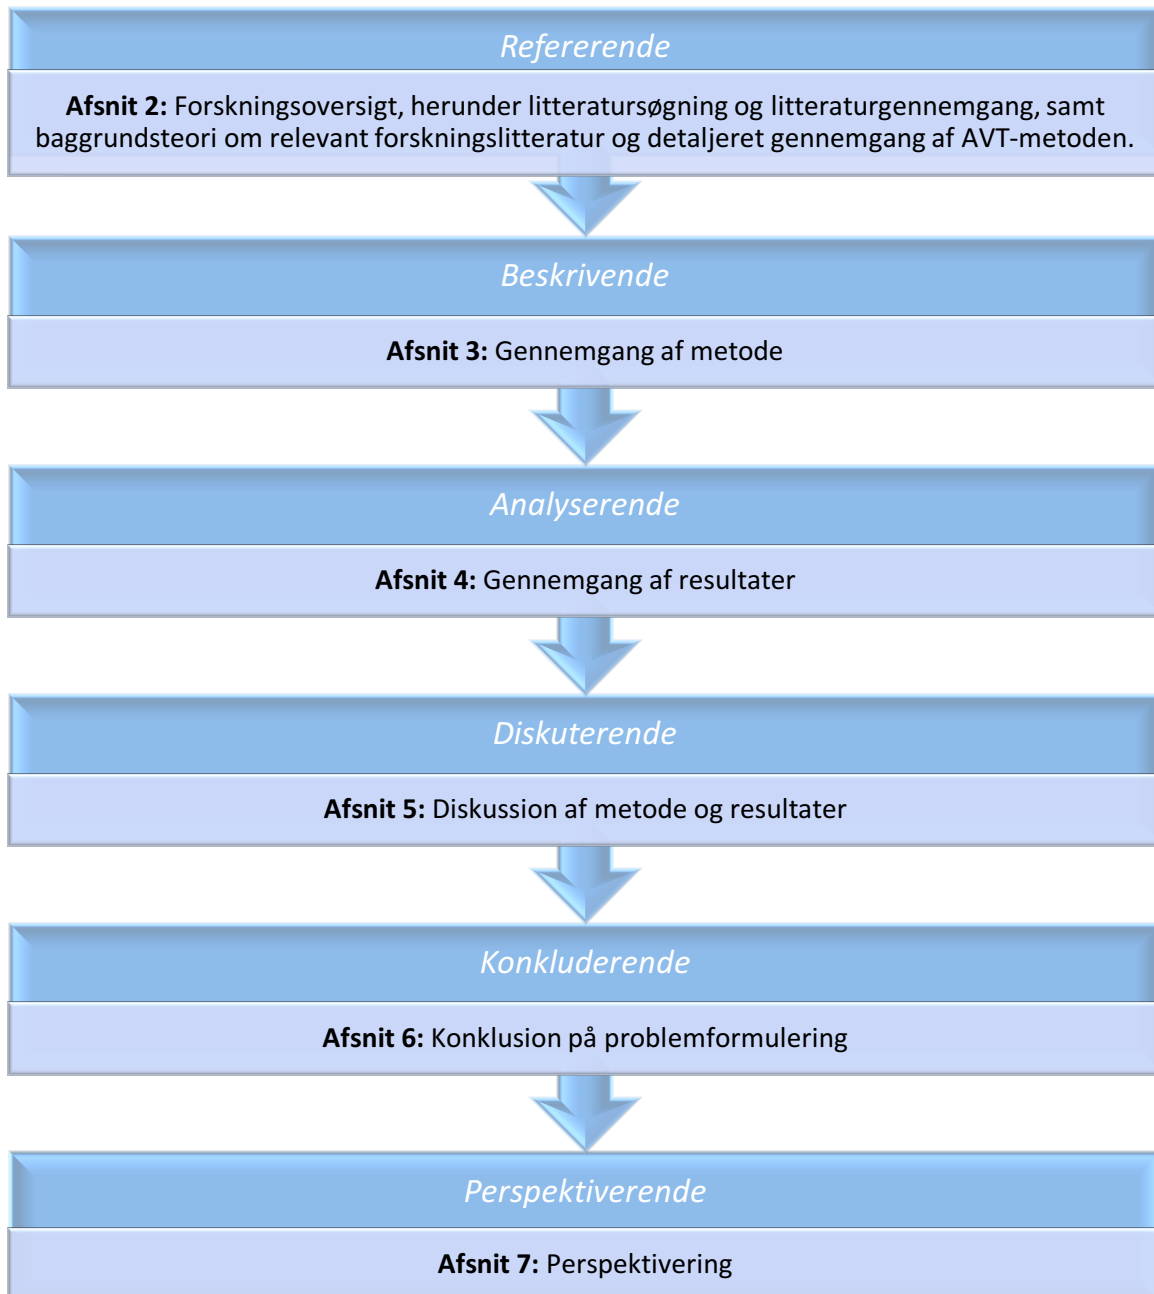 Refererende
Afsnit 2: Forskningsoversigt, herunder litteratursøgning og litteraturgennemgang, samt
baggrundsteori om relevant forskningslitteratur og detaljeret gennemgang af AVT-metoden.
Beskrivende
Afsnit 3: Gennemgang af metode
Analyserende
Afsnit 4: Gennemgang af resultater
Diskuterende
Afsnit 5: Diskussion af metode og resultater
Konkluderende
Afsnit 6: Konklusion på problemformulering
Perspektiverende
Afsnit 7: Perspektivering